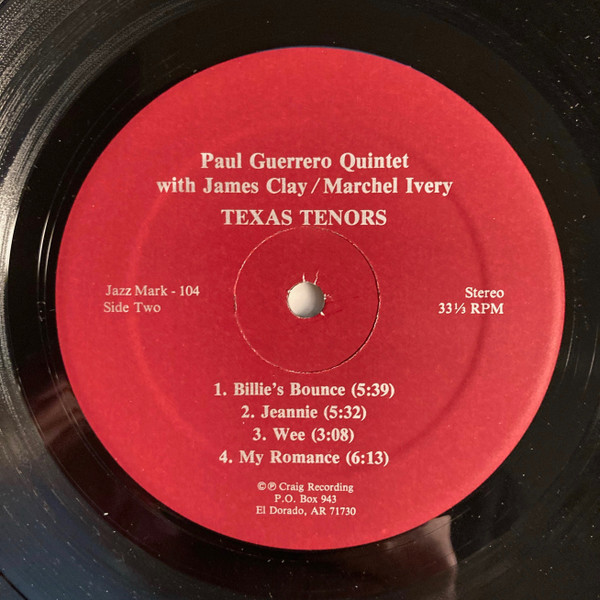 Paul Guerrero Quintet
with James Clay / Marchel Ivery
TEXAS TENORS
Jazz Mark - 104
Side Two
Stereo
33⅓ RPM
1. Billie's Bounce (5:39)
2. Jeannie (5:32)
3. Wee (3:08)
4. My Romance (6:13)
©℗ Craig Recording
P.O. Box 943
El Dorado, AR 71730